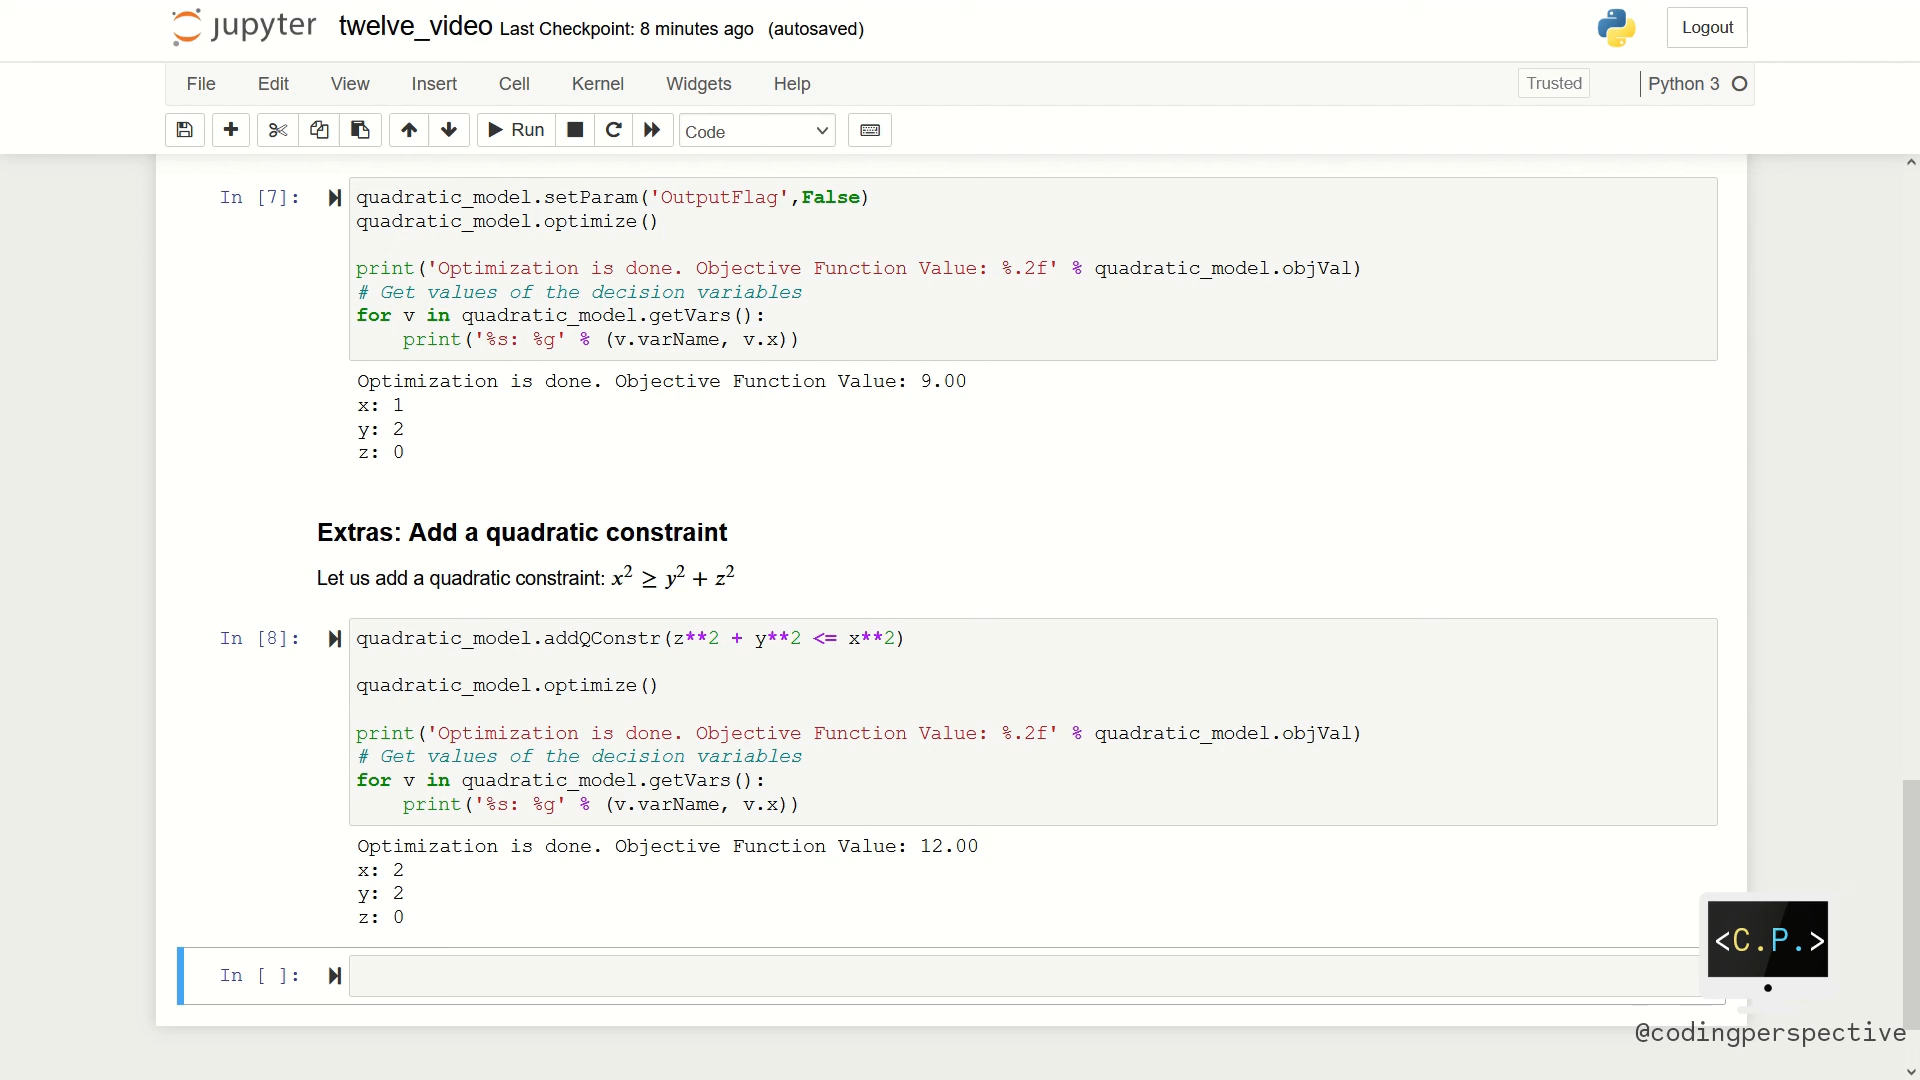 jupyter twelve_video Last Checkpoint: 8 minutes ago (autosaved) Logout
File Edit View Insert Cell Kernel Widgets Help Trusted Python 3
Run Code
In [7]: quadratic_model.setParam('OutputFlag',False)
quadratic_model.optimize()
print('Optimization is done. Objective Function Value: %.2f' % quadratic_model.objVal)
# Get values of the decision variables
for v in quadratic_model.getVars():
    print('%s: %g' % (v.varName, v.x))
Optimization is done. Objective Function Value: 9.00
x: 1
y: 2
z: 0
Extras: Add a quadratic constraint
Let us add a quadratic constraint: x² ≥ y² + z²
In [8]: quadratic_model.addQConstr(z**2 + y**2 <= x**2)
quadratic_model.optimize()
print('Optimization is done. Objective Function Value: %.2f' % quadratic_model.objVal)
# Get values of the decision variables
for v in quadratic_model.getVars():
    print('%s: %g' % (v.varName, v.x))
Optimization is done. Objective Function Value: 12.00
x: 2
y: 2
z: 0
<C.P.>
In [ ]:
@codingperspective